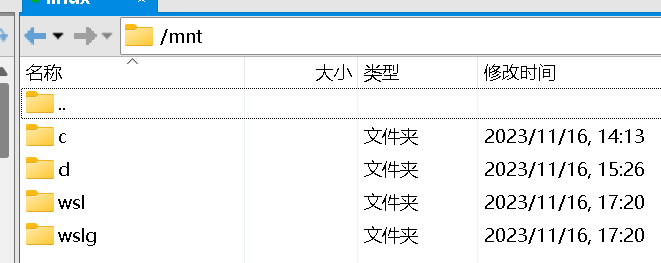 linux
/mnt
名称 大小 类型 修改时间
..
c 文件夹 2023/11/16, 14:13
d 文件夹 2023/11/16, 15:26
wsl 文件夹 2023/11/16, 17:20
wslg 文件夹 2023/11/16, 17:20